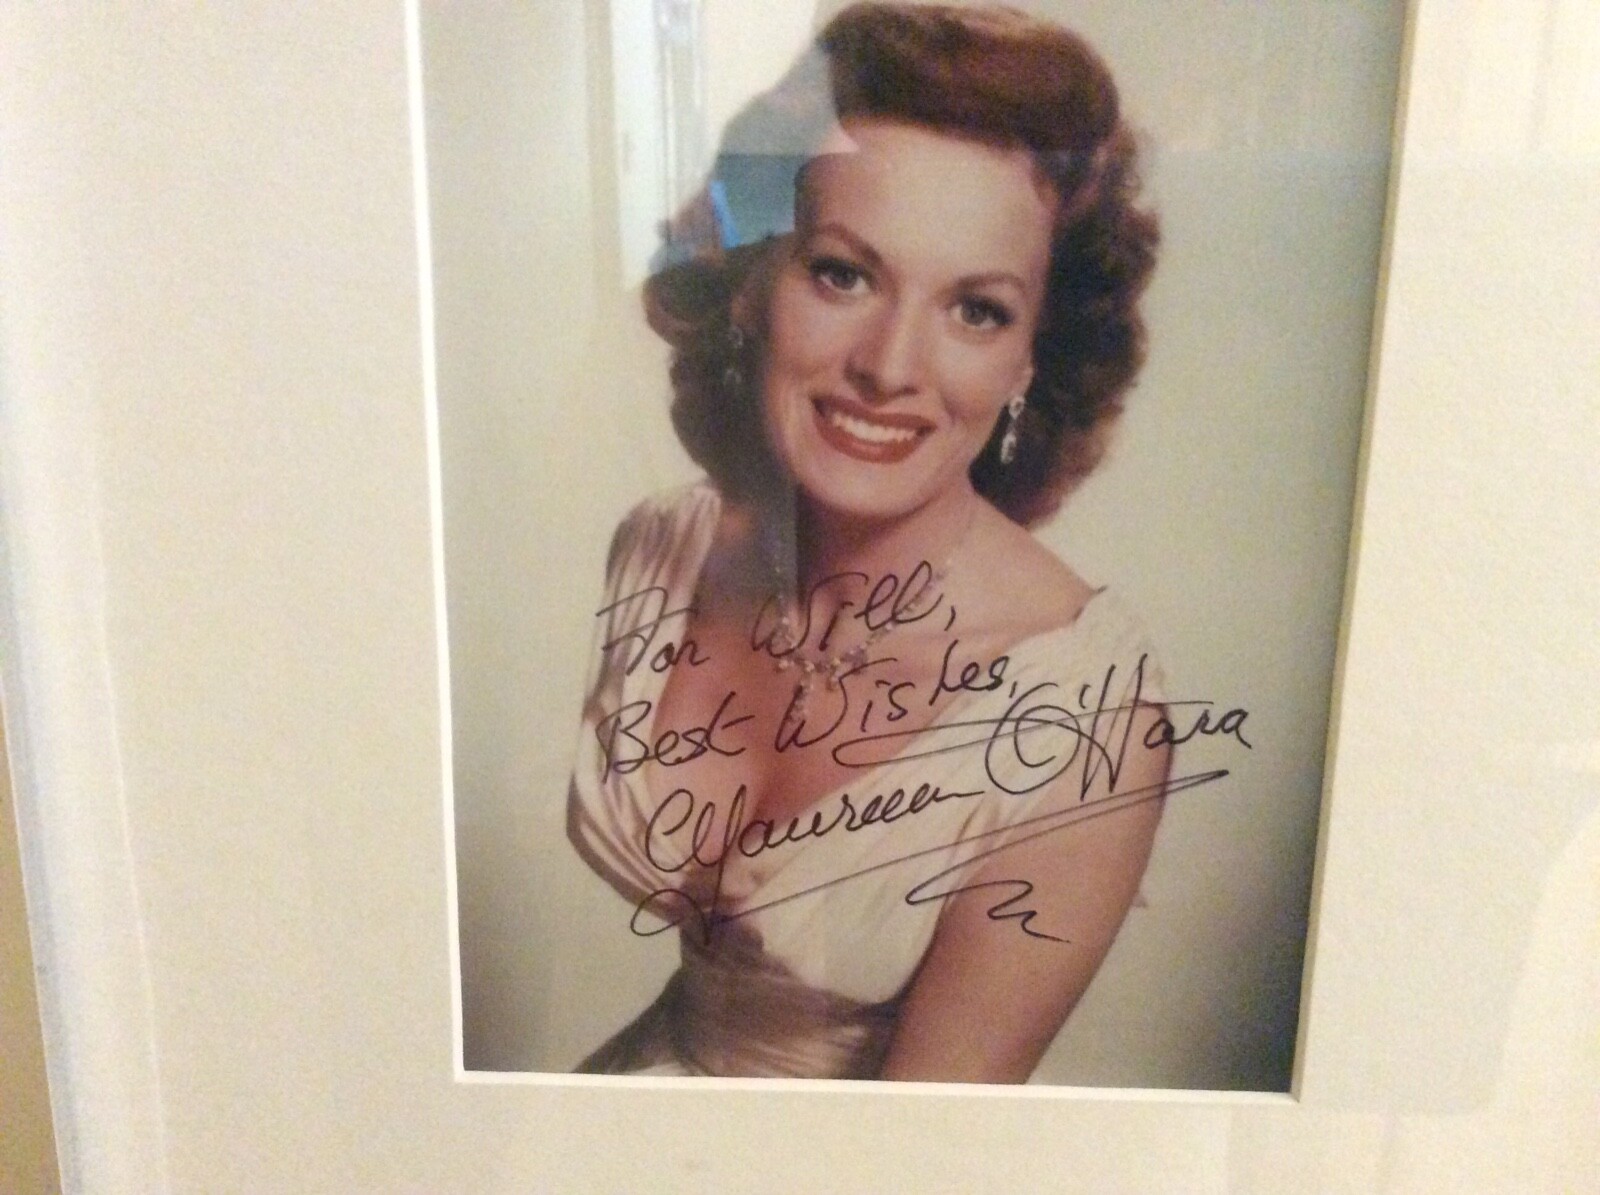 For Will,
Best Wishes,
Maureen O'Hara